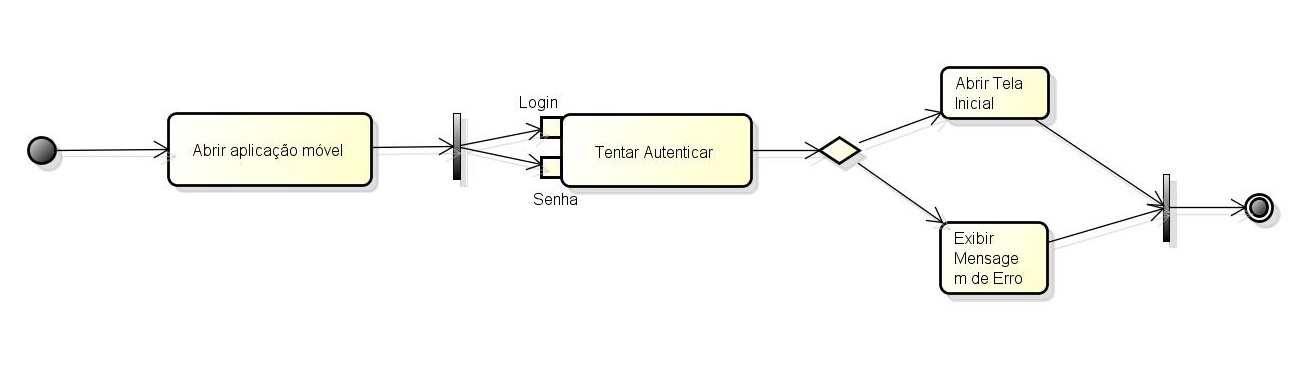 Abrir aplicação móvel
Login
Senha
Tentar Autenticar
Abrir Tela
Inicial
Exibir
Mensage
m de Erro